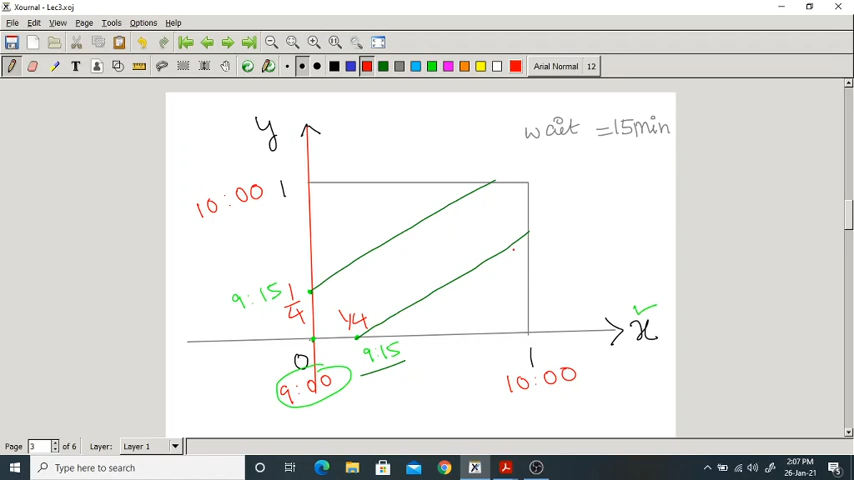 Xournal - Lec3.xoj
File Edit View Page Tools Options Help
Arial Normal 12
y
wait = 15min
10:00 1
9:15 1/4
1/4
x
0
9:15
1
9:00
10:00
Page 3 of 6 Layer: Layer 1
Type here to search
2:07 PM
26-Jan-21
5